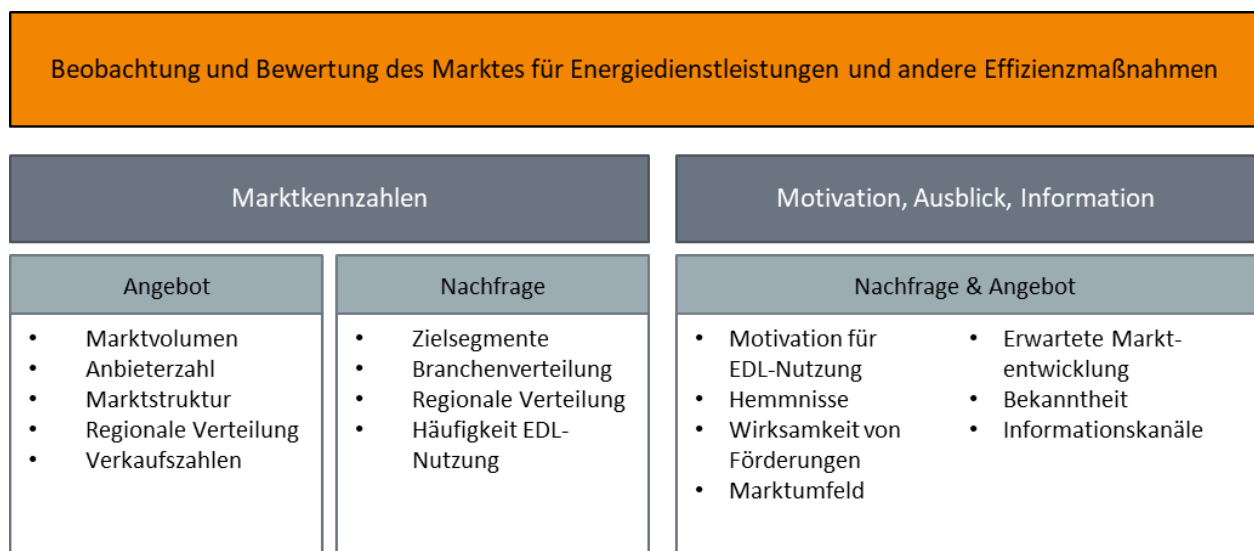 Beobachtung und Bewertung des Marktes für Energiedienstleistungen und andere Effizienzmaßnahmen
Marktkennzahlen
Motivation, Ausblick, Information
Angebot
• Marktvolumen
• Anbieterzahl
• Marktstruktur
• Regionale Verteilung
• Verkaufszahlen
Nachfrage
• Zielsegmente
• Branchenverteilung
• Regionale Verteilung
• Häufigkeit EDL-
Nutzung
Nachfrage & Angebot
• Motivation für
EDL-Nutzung
• Hemmnisse
• Wirksamkeit von
Förderungen
• Marktumfeld
• Erwartete Markt-
entwicklung
• Bekanntheit
• Informationskanäle